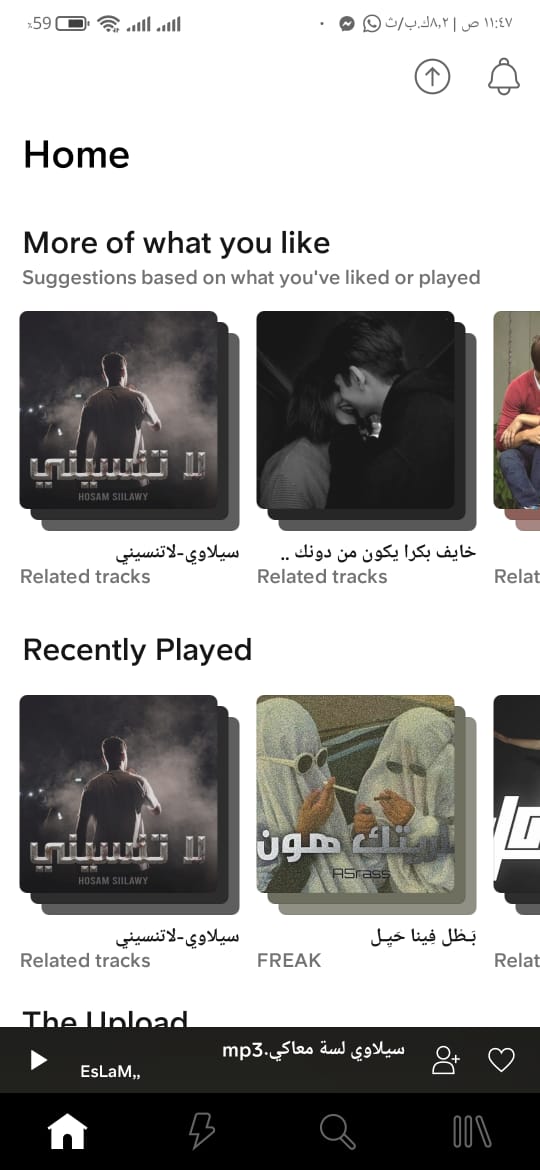 ١١:٤٧ ص | ٨٫٢ك.ب/ث
59
Home
More of what you like
Suggestions based on what you've liked or played
لا تنسيني
HOSAM SIILAWY
سيلاوي-لاتنسيني
Related tracks
خايف بكرا يكون من دونك ..
Related tracks
Relat
Recently Played
لا تنسيني
HOSAM SIILAWY
سيلاوي-لاتنسيني
Related tracks
ريتك هون
ASrass
بَـظَل فِينا حَيِـل
FREAK
Relat
The Upload
سيلاوي لسة معاكي.mp3
EsLaM,,